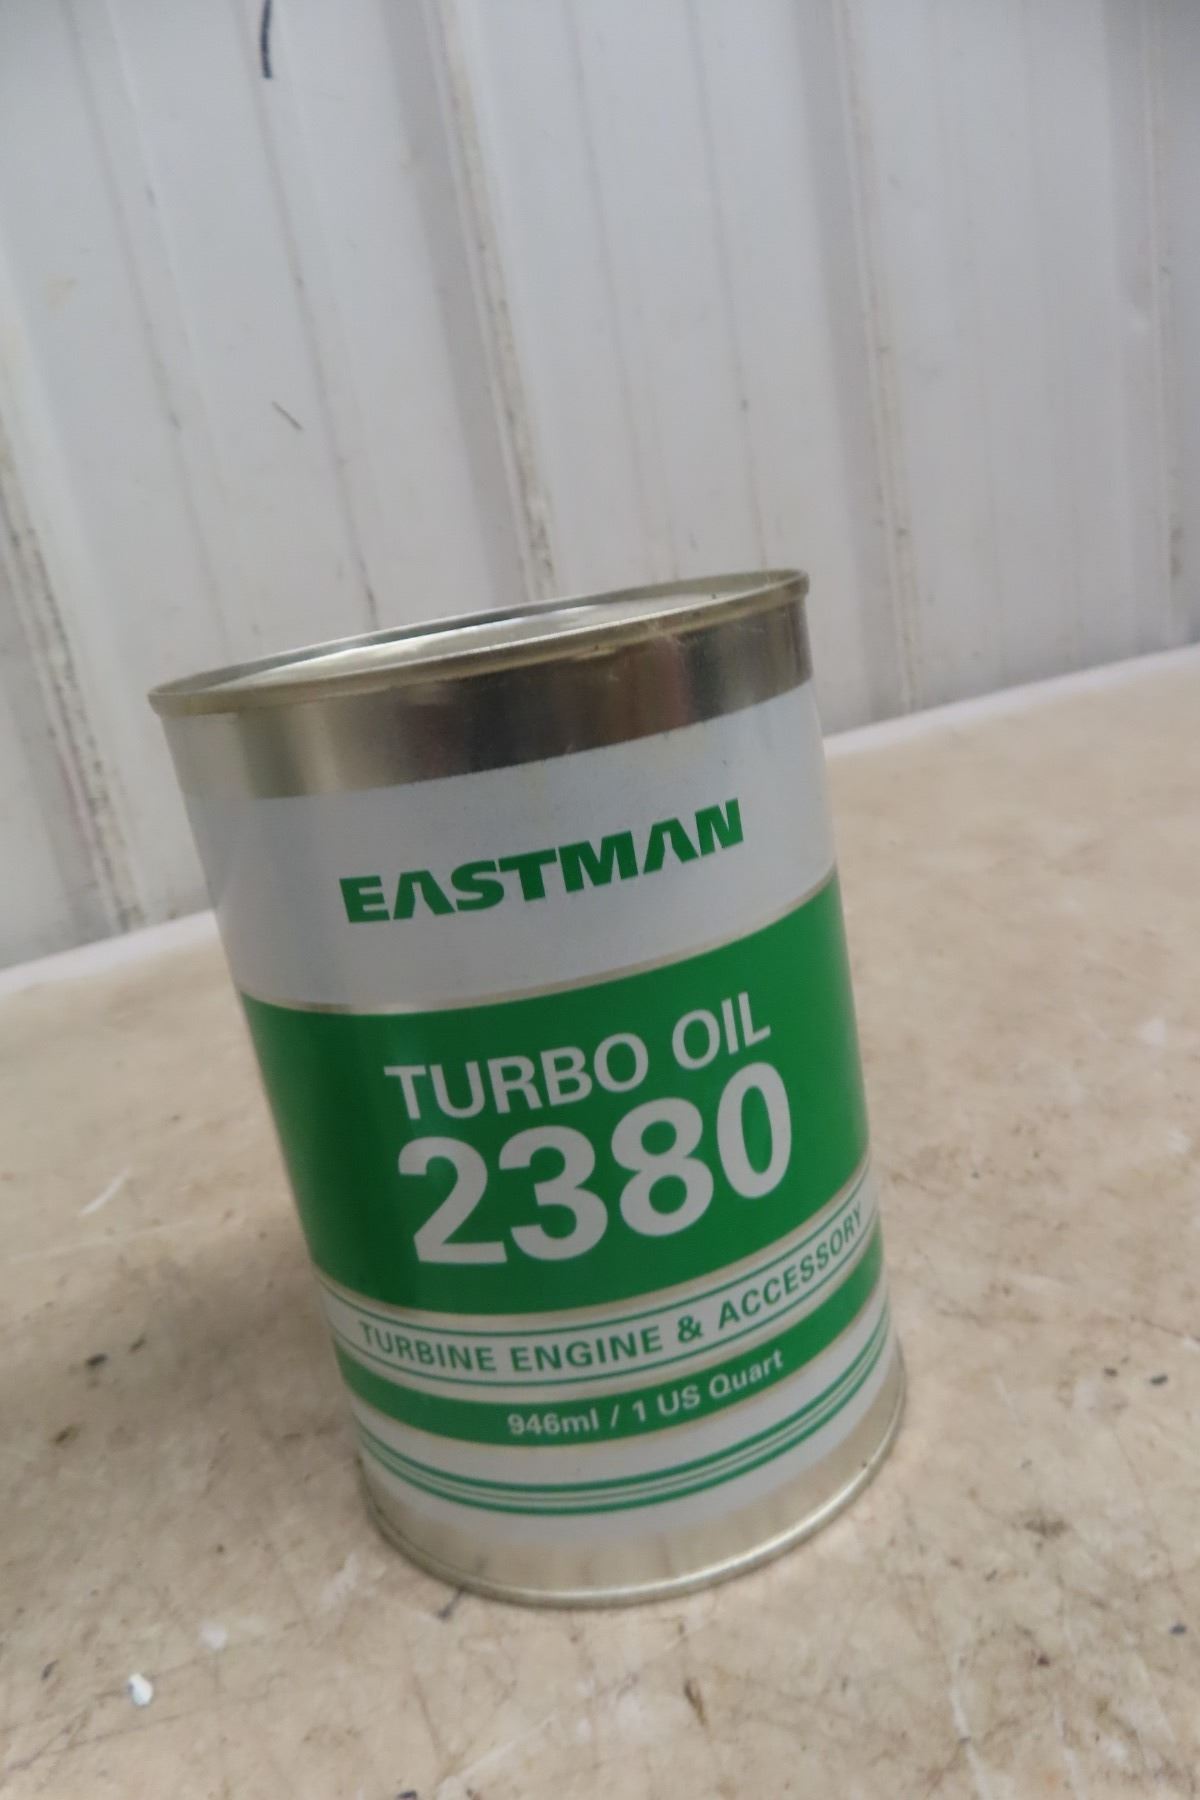 EASTMAN
TURBO OIL
2380
TURBINE ENGINE & ACCESSORY
946ml / 1 US Quart